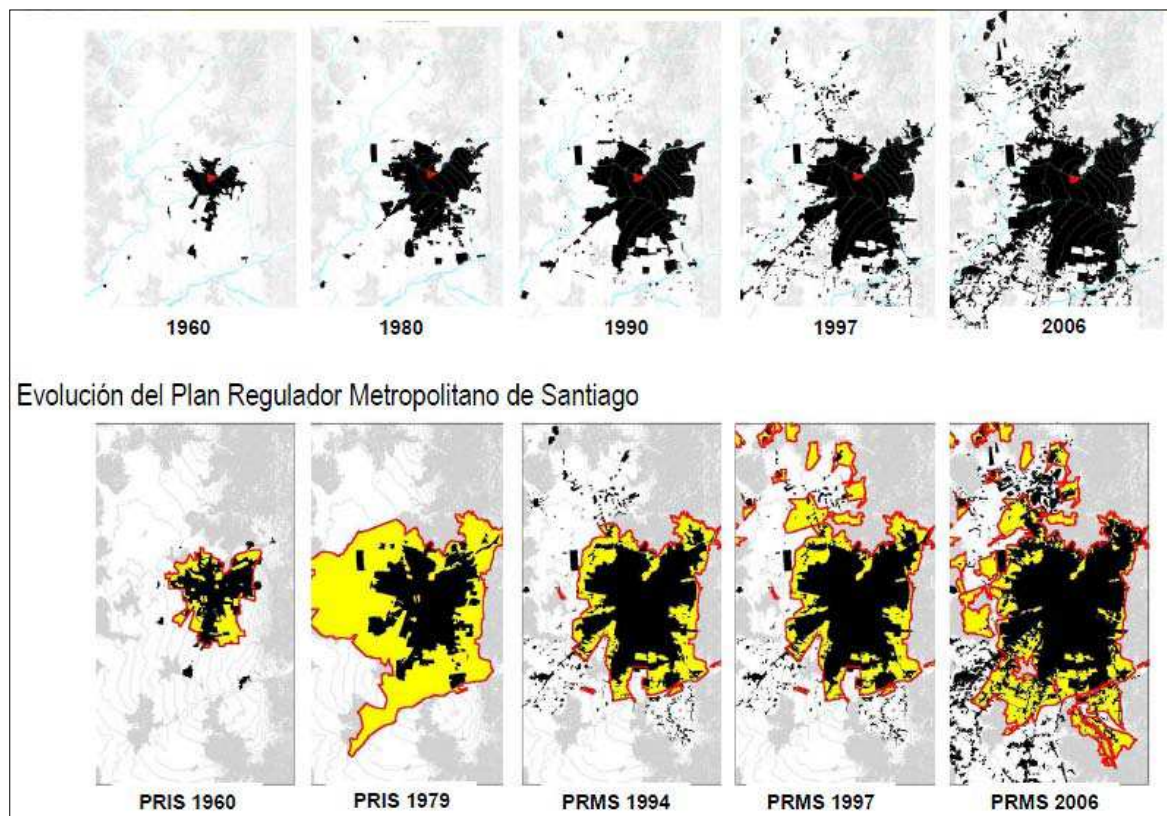 1960
1980
1990
1997
2006
Evolución del Plan Regulador Metropolitano de Santiago
PRIS 1960
PRIS 1979
PRMS 1994
PRMS 1997
PRMS 2006